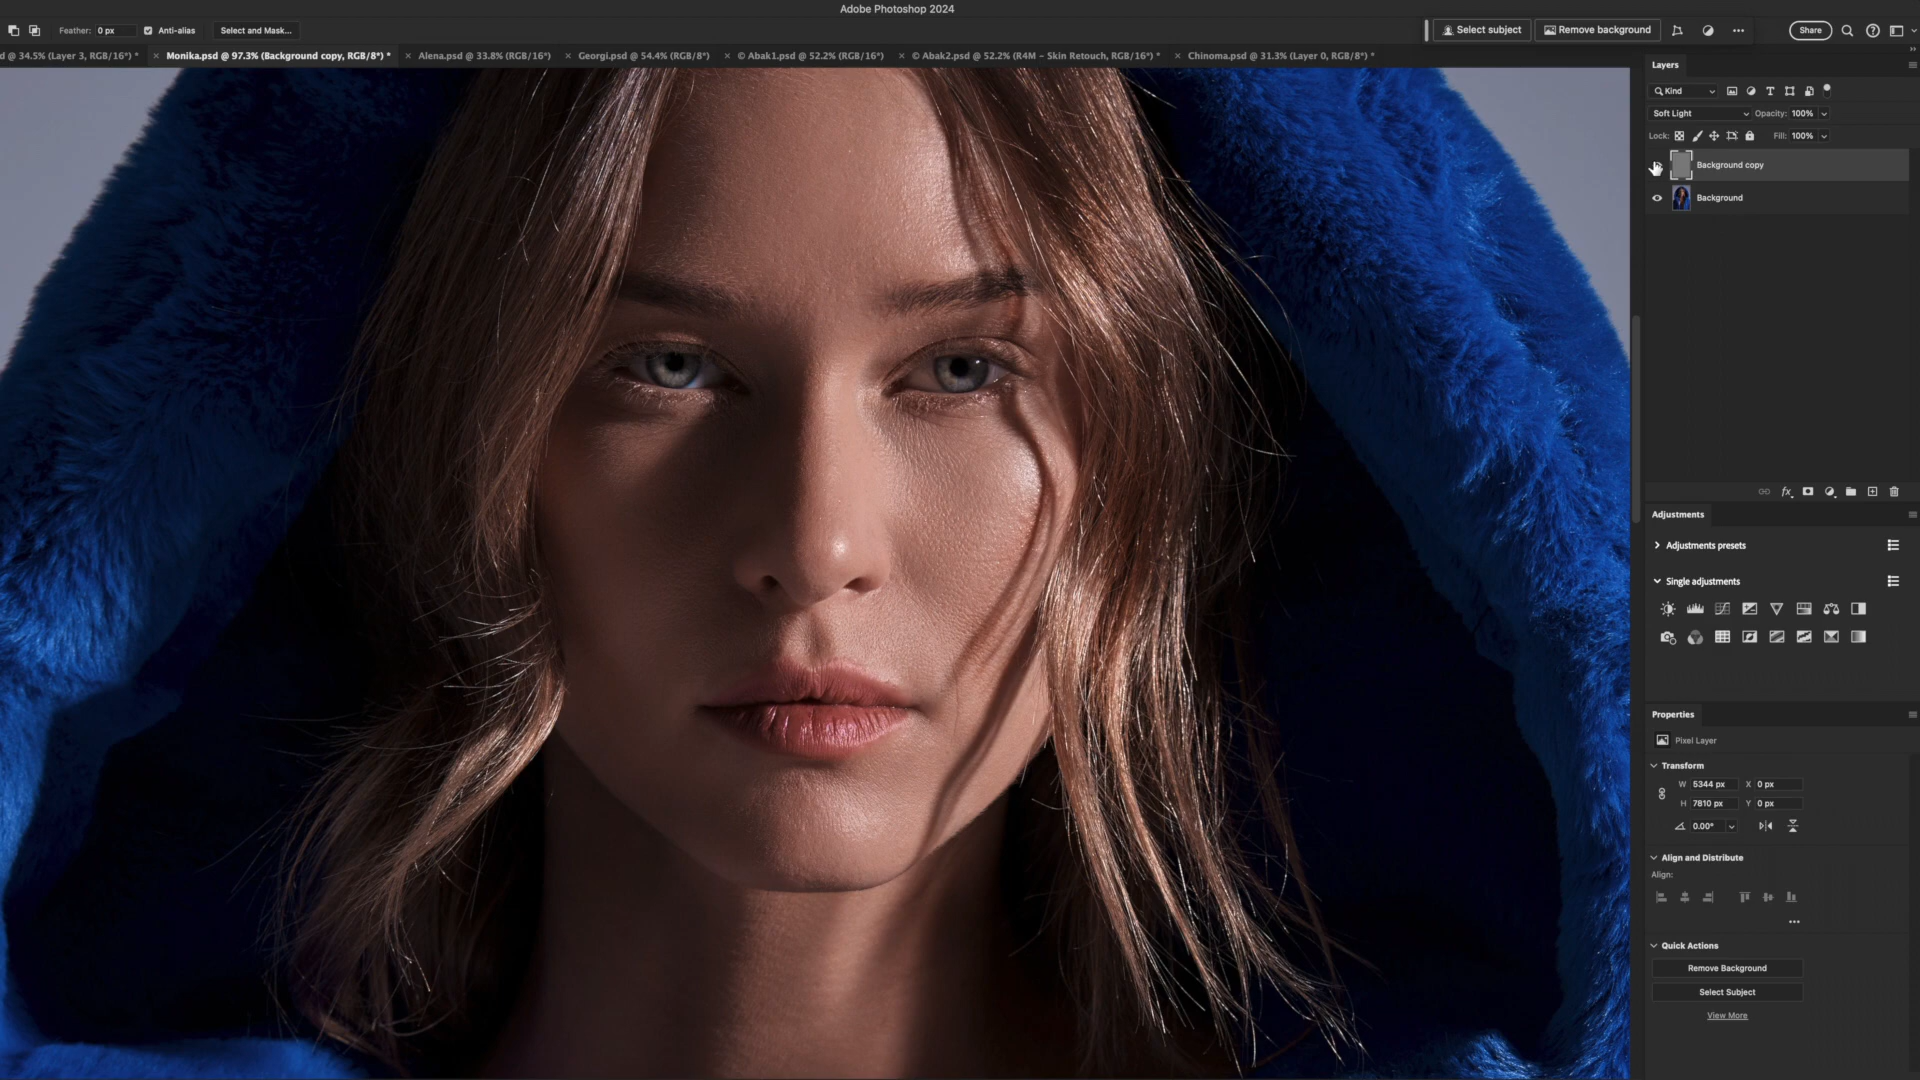 Adobe Photoshop 2024
Feather: 0 px Anti-alias Select and Mask... Select subject Remove background Share
d @ 34.5% (Layer 3, RGB/16*) * Monika.psd @ 97.3% (Background copy, RGB/8*) * Alena.psd @ 33.8% (RGB/16*) Georgi.psd @ 54.4% (RGB/8*) © Abak1.psd @ 52.2% (RGB/16*) © Abak2.psd @ 52.2% (R4M – Skin Retouch, RGB/16*) * Chinoma.psd @ 31.3% (Layer 0, RGB/8*) *
Layers
Kind
Soft Light Opacity: 100%
Lock: Fill: 100%
Background copy
Background
fx
Adjustments
Adjustments presets
Single adjustments
Properties
Pixel Layer
Transform
W 5344 px X 0 px
H 7810 px Y 0 px
0.00°
Align and Distribute
Align:
Quick Actions
Remove Background
Select Subject
View More